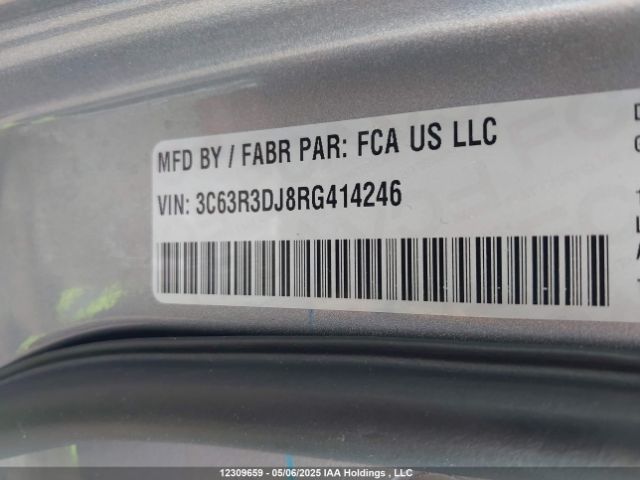 MFD BY / FABR PAR: FCA US LLC
VIN: 3C63R3DJ8RG414246
12309659 - 05/06/2025 IAA Holdings , LLC